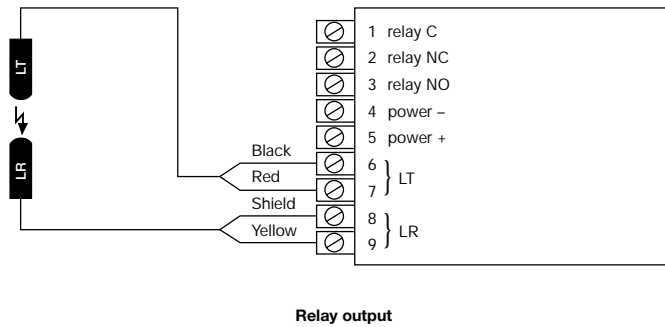 LT
LR
1 relay C
2 relay NC
3 relay NO
4 power –
5 power +
Black
6
Red
7
LT
Shield
8
Yellow
9
LR
Relay output